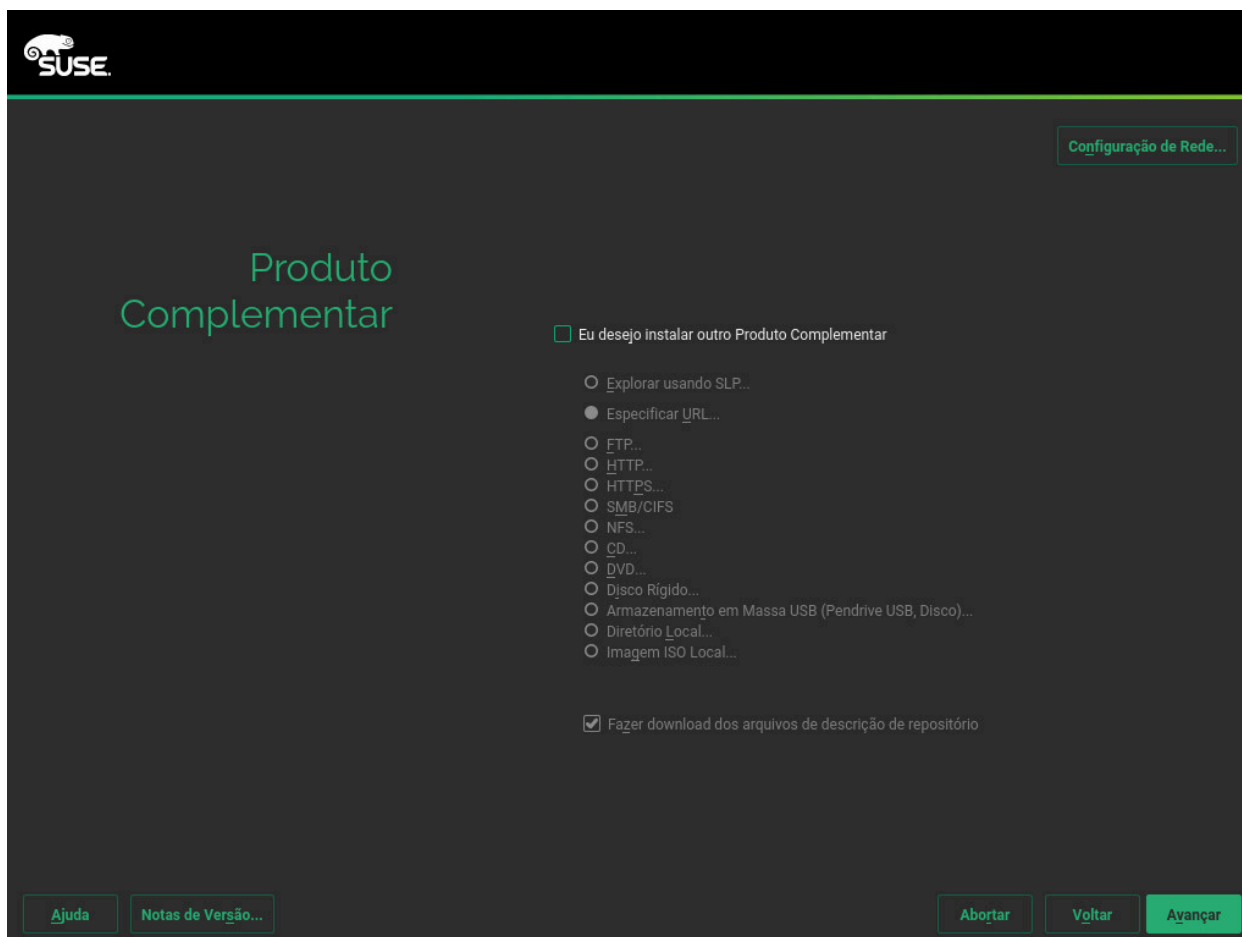 SUSE.
Configuração de Rede...
Produto
Complementar
Eu desejo instalar outro Produto Complementar
Explorar usando SLP...
Especificar URL...
FTP...
HTTP...
HTTPS...
SMB/CIFS
NFS...
CD...
DVD...
Disco Rígido...
Armazenamento em Massa USB (Pendrive USB, Disco)...
Diretório Local...
Imagem ISO Local...
Fazer download dos arquivos de descrição de repositório
Ajuda
Notas de Versão...
Abortar
Voltar
Avançar